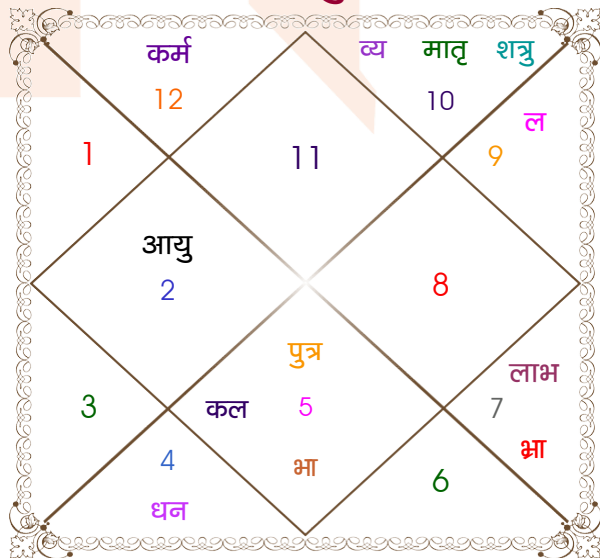 कर्म व्य मातृ शत्रु
12 10
ल
1 11 9
आयु
2 8
पुत्र
लाभ
3 कल 5 7
4 भा भ्रा
6
धन